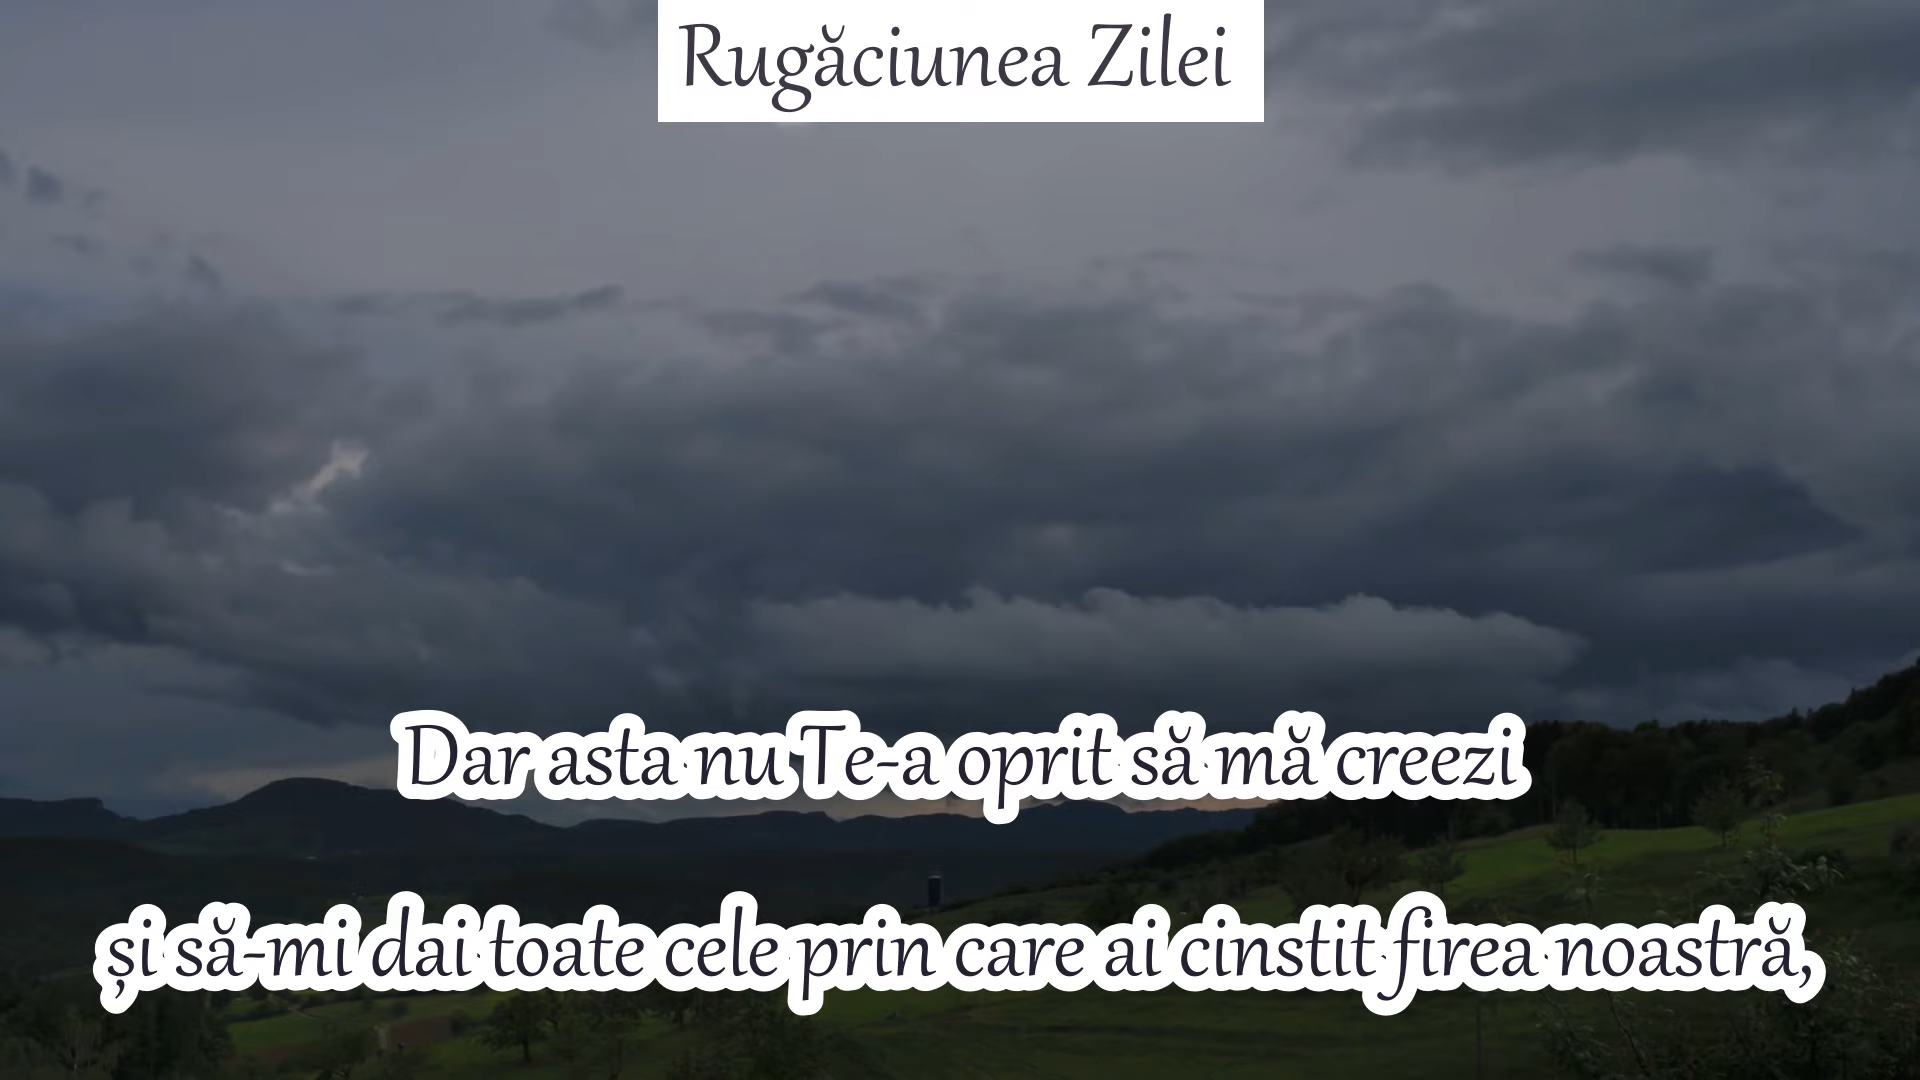 Rugăciunea Zilei
Dar asta nu Te-a oprit să mă creezi
și să-mi dai toate cele prin care ai cinstit firea noastră,